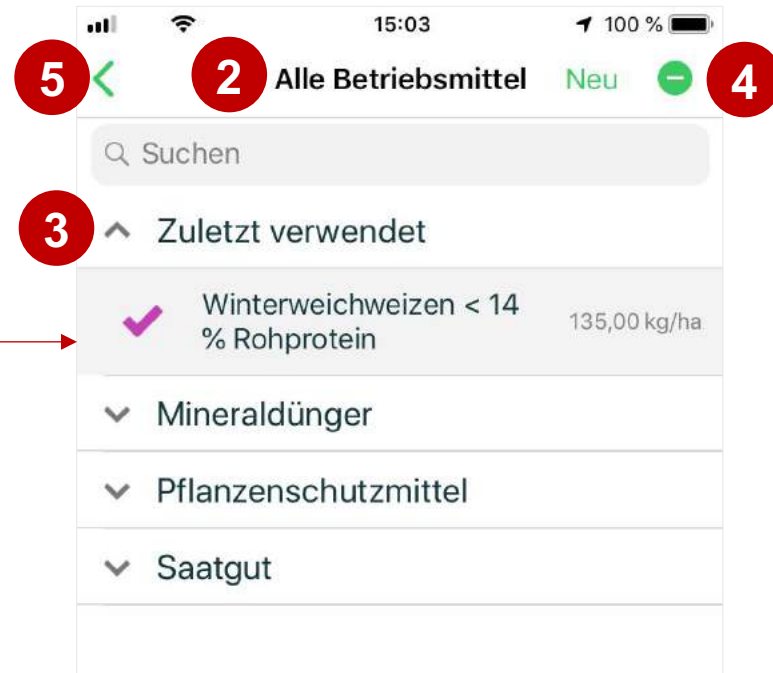 15:03 100 %
5 2 Alle Betriebsmittel Neu 4
Suchen
3 Zuletzt verwendet
Winterweichweizen < 14
% Rohprotein
135,00 kg/ha
Mineraldünger
Pflanzenschutzmittel
Saatgut